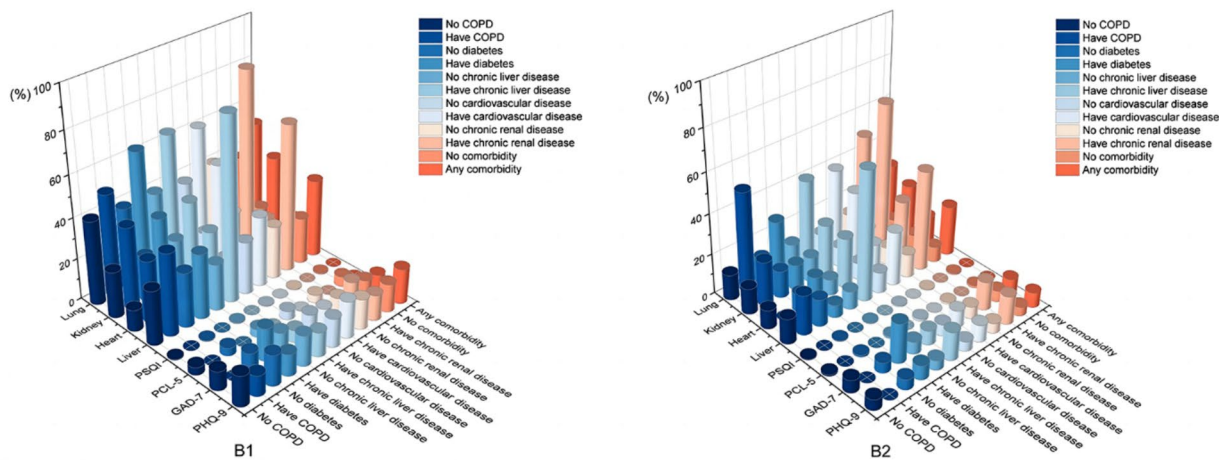 No COPD
Have COPD
No diabetes
Have diabetes
No chronic liver disease
Have chronic liver disease
No cardiovascular disease
Have cardiovascular disease
No chronic renal disease
Have chronic renal disease
No comorbidity
Any comorbidity
(%)
100
80
60
40
20
0
Lung
Kidney
Heart
Liver
PSQI
PCL-5
GAD-7
PHQ-9
Any comorbidity
No comorbidity
Have chronic renal disease
No chronic renal disease
Have cardiovascular disease
No cardiovascular disease
Have chronic liver disease
No chronic liver disease
Have diabetes
No diabetes
Have COPD
No COPD
B1
No COPD
Have COPD
No diabetes
Have diabetes
No chronic liver disease
Have chronic liver disease
No cardiovascular disease
Have cardiovascular disease
No chronic renal disease
Have chronic renal disease
No comorbidity
Any comorbidity
(%)
100
80
60
40
20
0
Lung
Kidney
Heart
Liver
PSQI
PCL-5
GAD-7
PHQ-9
Any comorbidity
No comorbidity
Have chronic renal disease
No chronic renal disease
Have cardiovascular disease
No cardiovascular disease
Have chronic liver disease
No chronic liver disease
Have diabetes
No diabetes
Have COPD
No COPD
B2